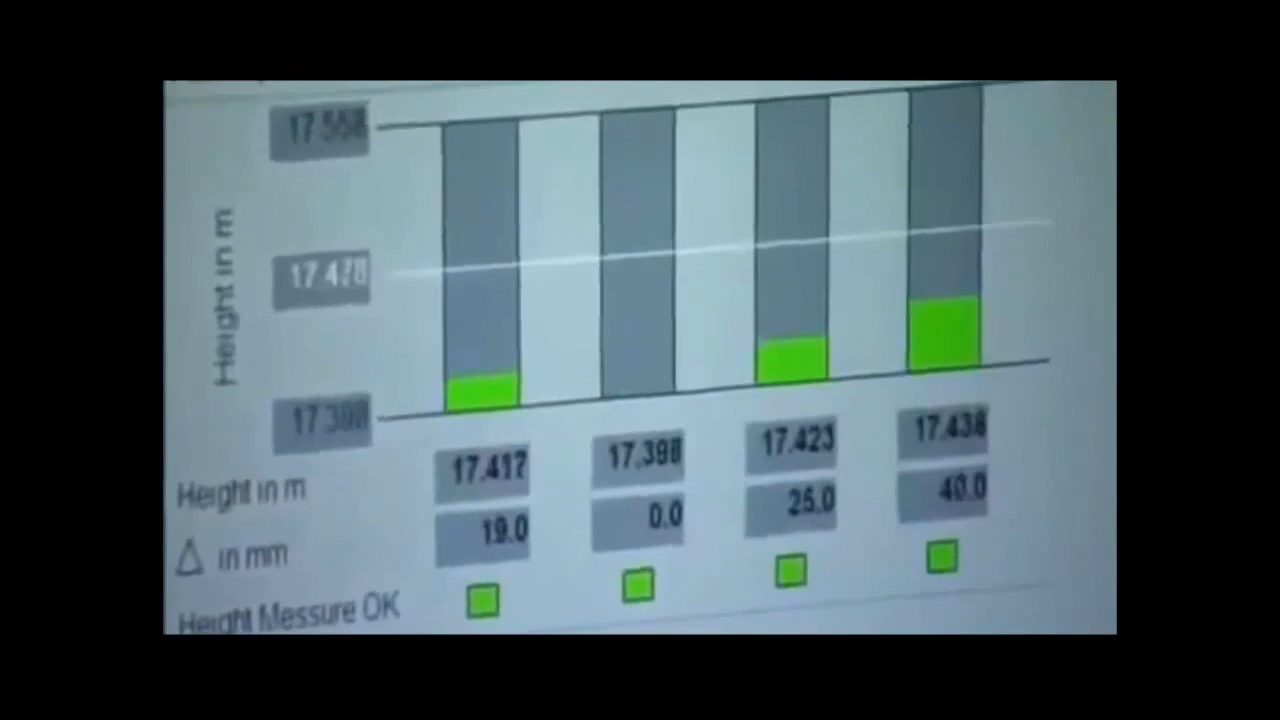 17.558
Height in m
17.478
17.398
Height in m 17.417 17.398 17.423 17.438
Δ in mm 19.0 0.0 25.0 40.0
Height Messure OK